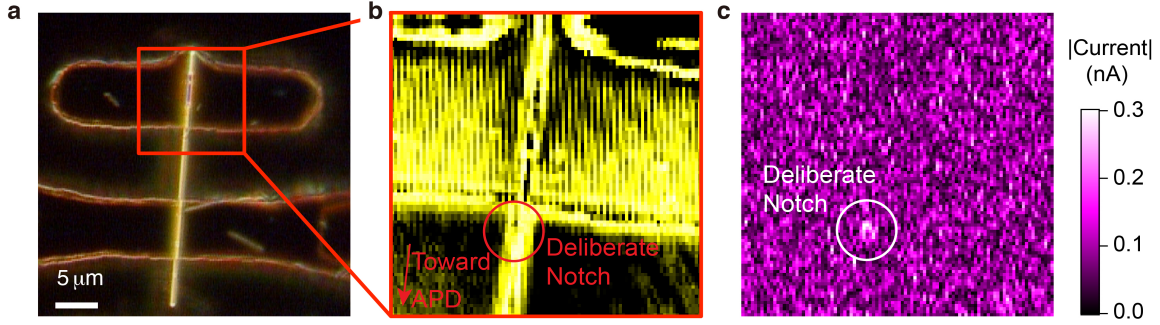 a
5 μm
b
Toward
APD
Deliberate
Notch
c
Deliberate
Notch
|Current|
(nA)
0.3
0.2
0.1
0.0